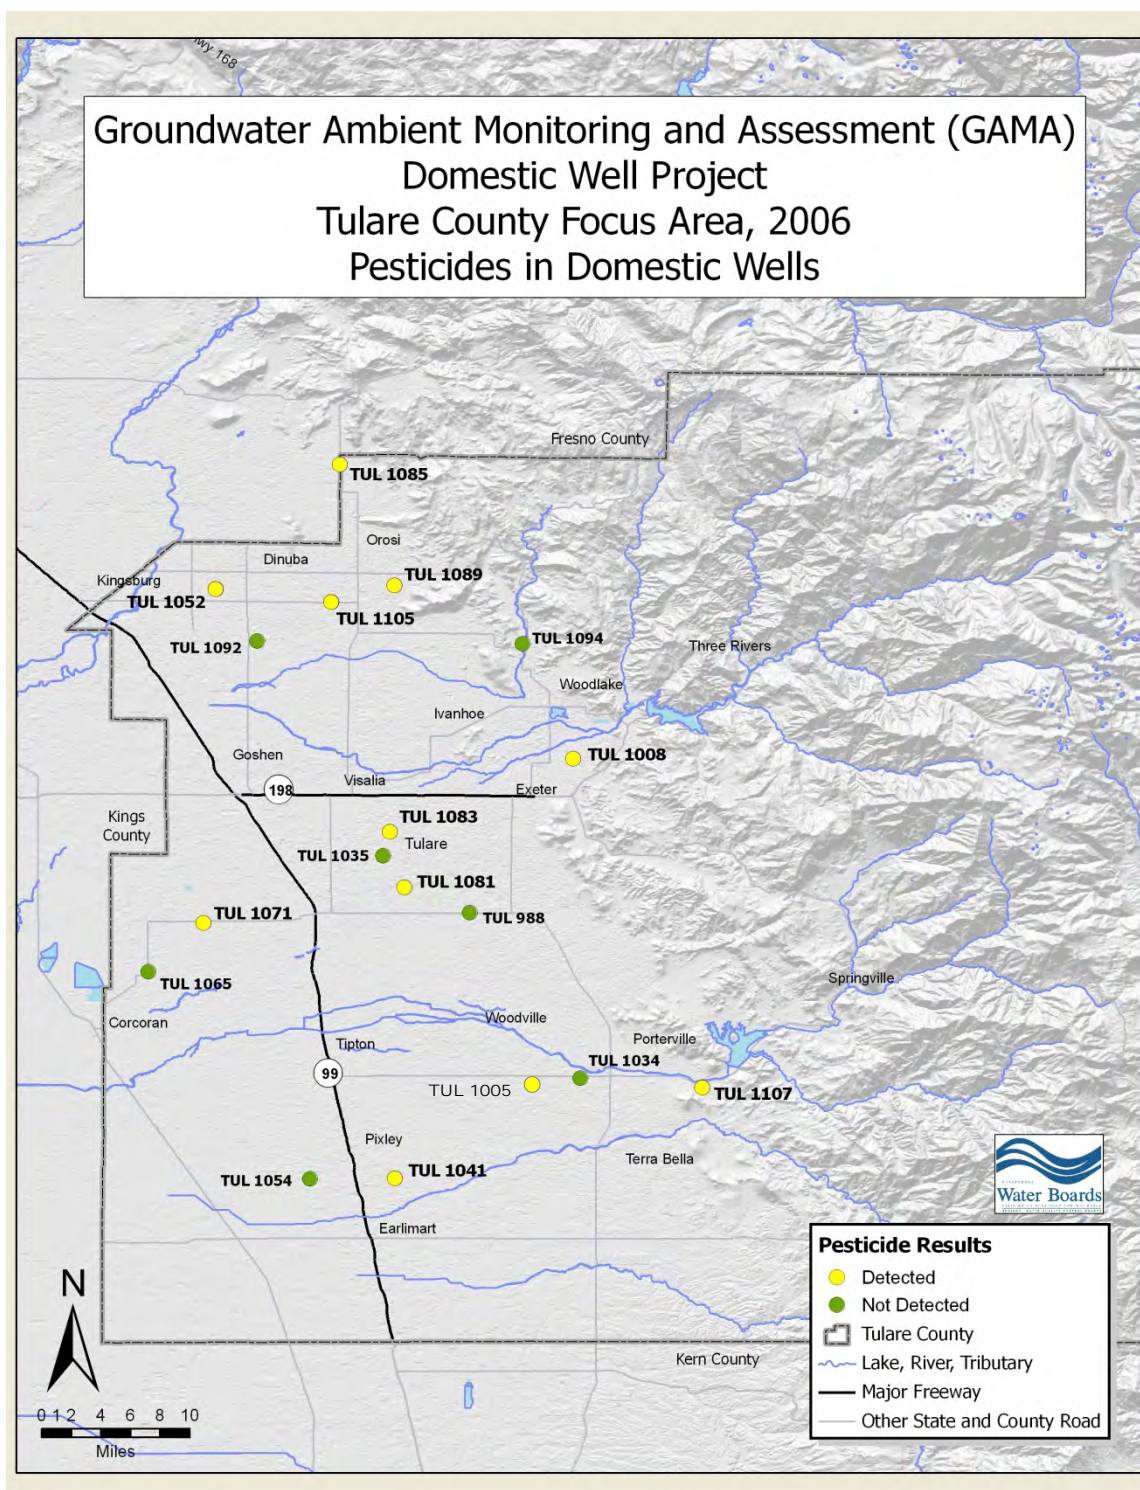 wy 168
Groundwater Ambient Monitoring and Assessment (GAMA)
Domestic Well Project
Tulare County Focus Area, 2006
Pesticides in Domestic Wells
Fresno County
TUL 1085
Orosi
Dinuba
Kingsburg
TUL 1089
TUL 1052
TUL 1105
TUL 1092
TUL 1094
Three Rivers
Woodlake
Ivanhoe
Goshen
TUL 1008
Visalia
198
Exeter
Kings
County
TUL 1083
Tulare
TUL 1035
TUL 1081
TUL 1071
TUL 988
TUL 1065
Springville
Corcoran
Woodville
Tipton
Porterville
TUL 1034
99
TUL 1005
TUL 1107
Pixley
Terra Bella
TUL 1054
TUL 1041
Earlimart
Water Boards
Pesticide Results
Detected
Not Detected
Tulare County
Lake, River, Tributary
Major Freeway
Other State and County Road
Kern County
N
0 1 2 4 6 8 10
Miles